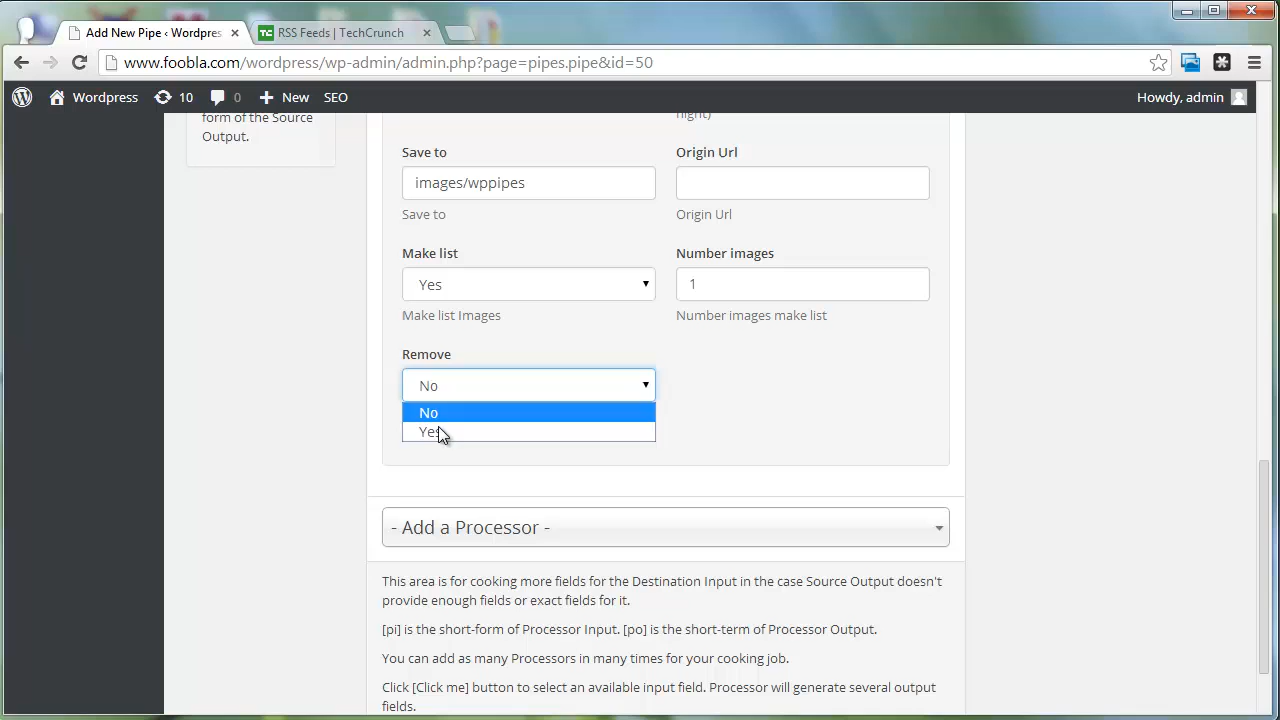 Add New Pipe ‹ Wordpres
RSS Feeds | TechCrunch
www.foobla.com/wordpress/wp-admin/admin.php?page=pipes.pipe&id=50
Wordpress 10 0 New SEO
Howdy, admin
form of the Source
Output.
night)
Save to
Origin Url
images/wppipes
Save to
Origin Url
Make list
Number images
Yes
1
Make list Images
Number images make list
Remove
No
No
Yes
- Add a Processor -
This area is for cooking more fields for the Destination Input in the case Source Output doesn't
provide enough fields or exact fields for it.
[pi] is the short-form of Processor Input. [po] is the short-term of Processor Output.
You can add as many Processors in many times for your cooking job.
Click [Click me] button to select an available input field. Processor will generate several output
fields.